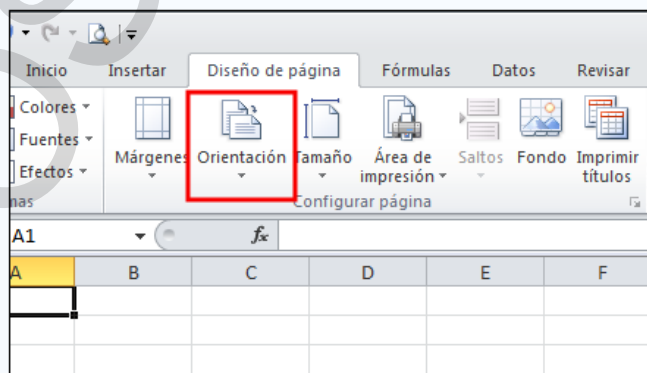 Inicio Insertar Diseño de página Fórmulas Datos Revisar
Colores
Fuentes
Efectos
Márgenes Orientación Tamaño Área de impresión Saltos Fondo Imprimir títulos
Configurar página
A1 fx
A B C D E F